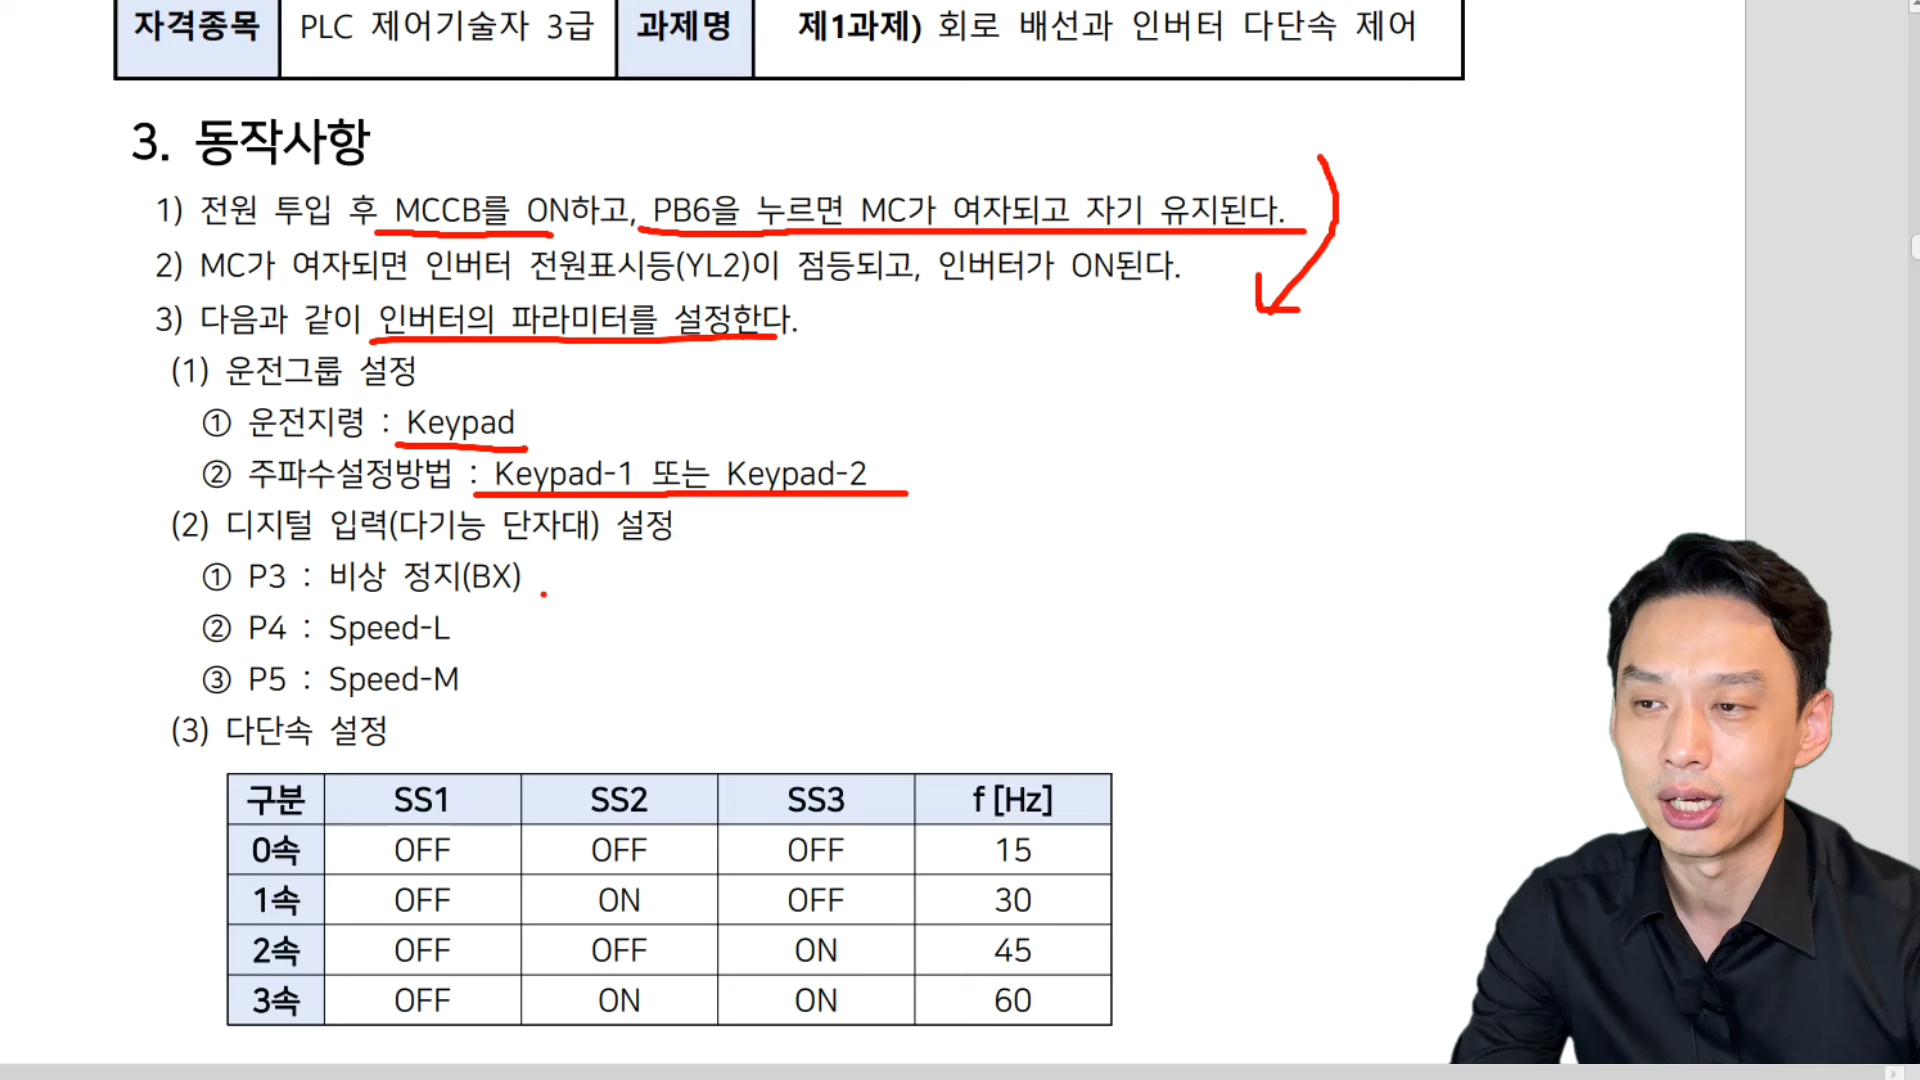 자격종목 PLC 제어기술자 3급 과제명 제1과제) 회로 배선과 인버터 다단속 제어
3. 동작사항
1) 전원 투입 후 MCCB를 ON하고, PB6을 누르면 MC가 여자되고 자기 유지된다.
2) MC가 여자되면 인버터 전원표시등(YL2)이 점등되고, 인버터가 ON된다.
3) 다음과 같이 인버터의 파라미터를 설정한다.
(1) 운전그룹 설정
① 운전지령 : Keypad
② 주파수설정방법 : Keypad-1 또는 Keypad-2
(2) 디지털 입력(다기능 단자대) 설정
① P3 : 비상 정지(BX)
② P4 : Speed-L
③ P5 : Speed-M
(3) 다단속 설정
구분 SS1 SS2 SS3 f [Hz]
0속 OFF OFF OFF 15
1속 OFF ON OFF 30
2속 OFF OFF ON 45
3속 OFF ON ON 60